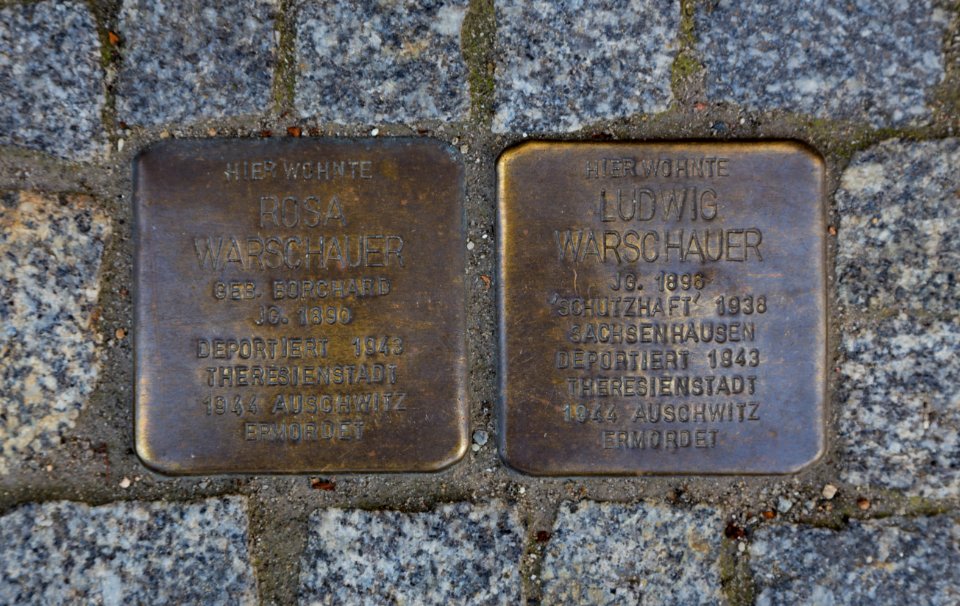 HIER WOHNTE
ROSA
WARSCHAUER
GEB. BORCHARD
JG. 1890
DEPORTIERT 1943
THERESIENSTADT
1944 AUSCHWITZ
ERMORDET
HIER WOHNTE
LUDWIG
WARSCHAUER
JG. 1898
'SCHUTZHAFT' 1938
SACHSENHAUSEN
DEPORTIERT 1943
THERESIENSTADT
1944 AUSCHWITZ
ERMORDET